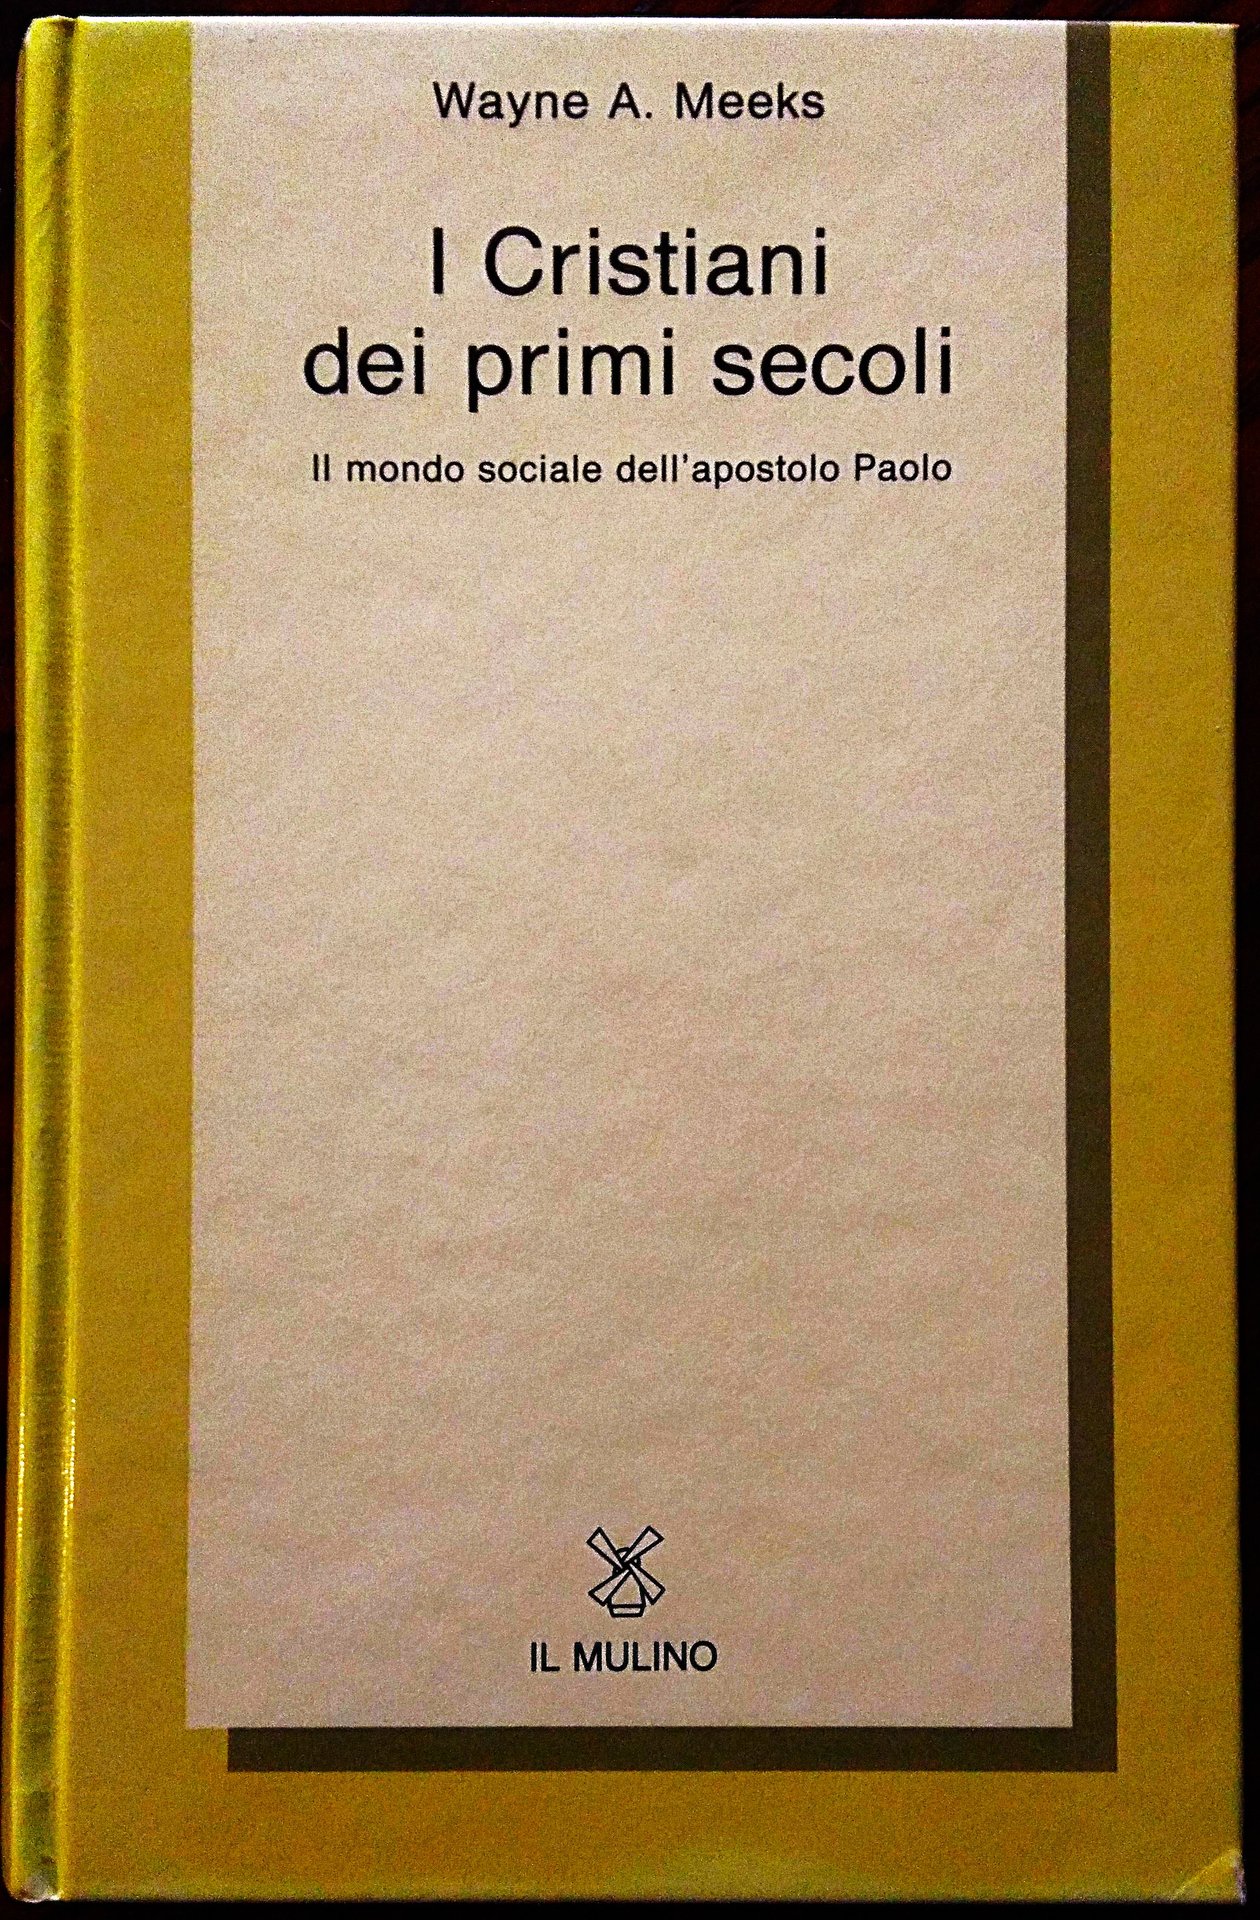 Wayne A. Meeks
I Cristiani
dei primi secoli
Il mondo sociale dell'apostolo Paolo
IL MULINO